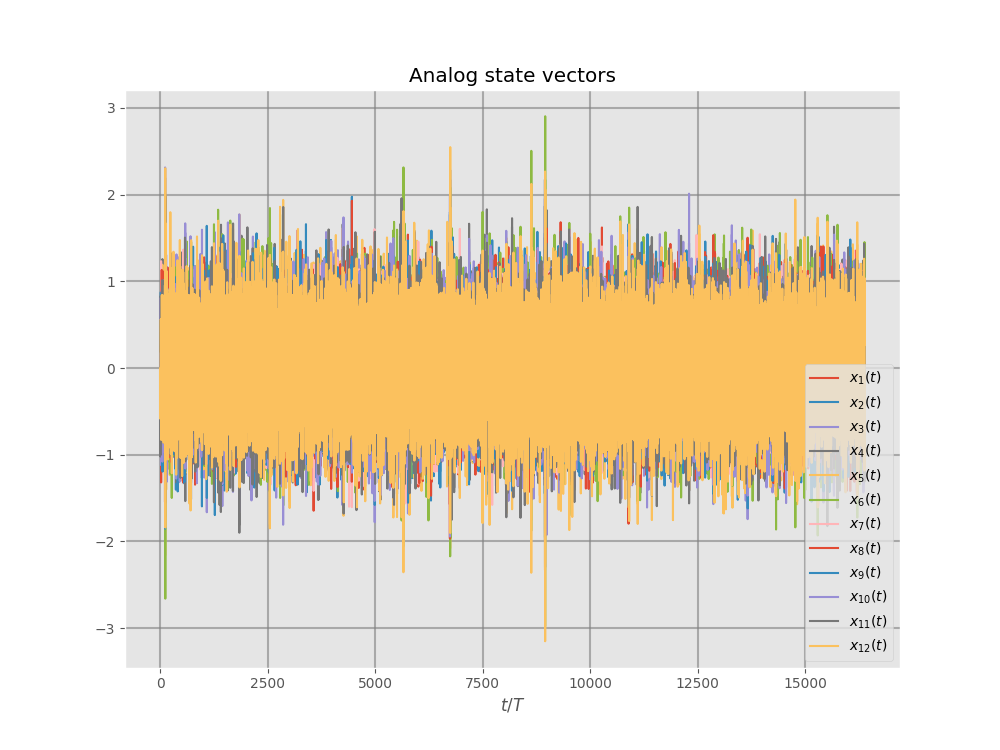 Analog state vectors
3
2
1
0
−1
−2
−3
0 2500 5000 7500 10000 12500 15000
t/T
x₁(t)
x₂(t)
x₃(t)
x₄(t)
x₅(t)
x₆(t)
x₇(t)
x₈(t)
x₉(t)
x₁₀(t)
x₁₁(t)
x₁₂(t)